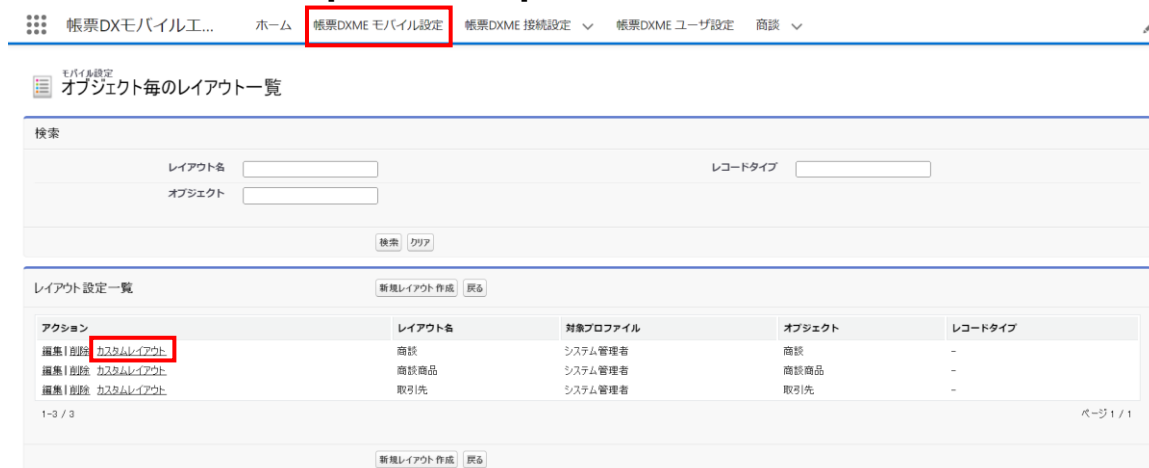 帳票DXモバイルエ... ホーム 帳票DXME モバイル設定 帳票DXME 接続設定 帳票DXME ユーザ設定 商談
モバイル設定
オブジェクト毎のレイアウト一覧
検索
レイアウト名 レコードタイプ
オブジェクト
検索 クリア
レイアウト設定一覧 新規レイアウト作成 戻る
アクション レイアウト名 対象プロファイル オブジェクト レコードタイプ
編集 | 削除 カスタムレイアウト 商談 システム管理者 商談 -
編集 | 削除 カスタムレイアウト 商談商品 システム管理者 商談商品 -
編集 | 削除 カスタムレイアウト 取引先 システム管理者 取引先 -
1-3 / 3 ページ 1 / 1
新規レイアウト作成 戻る